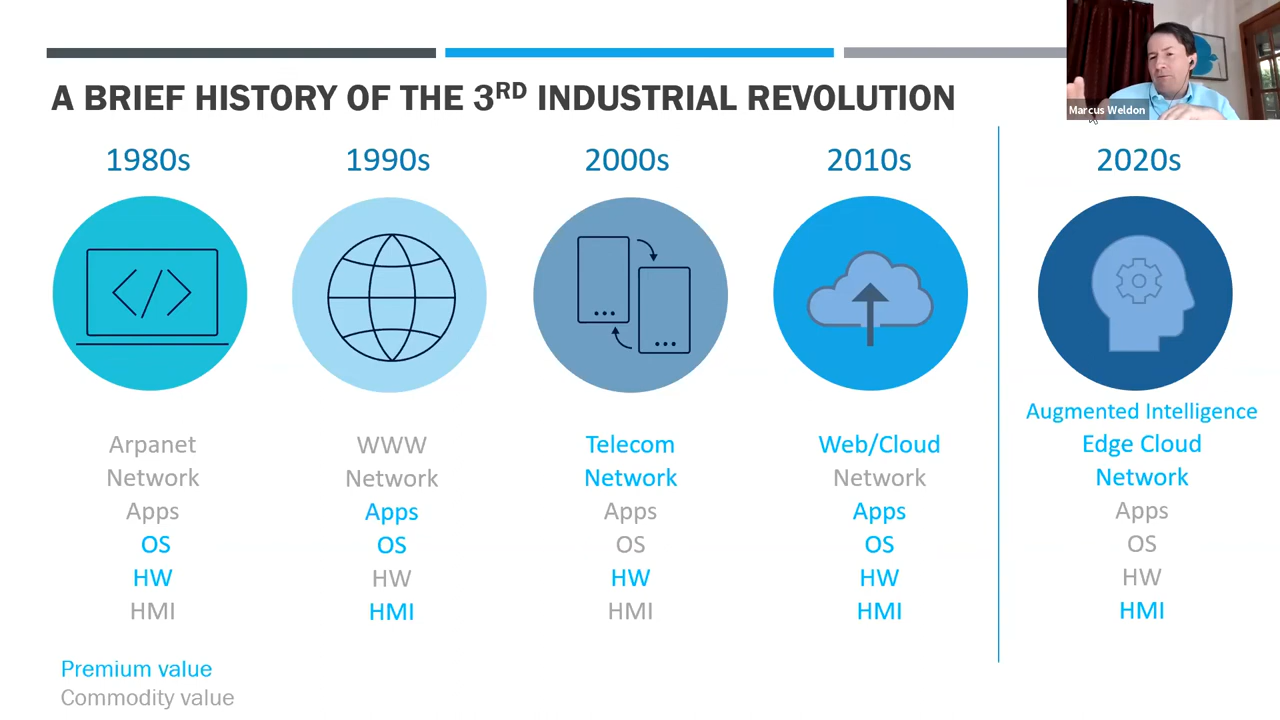 A BRIEF HISTORY OF THE 3RD INDUSTRIAL REVOLUTION
Marcus Weldon
1980s
1990s
2000s
2010s
2020s
</>
Arpanet
Network
Apps
OS
HW
HMI
WWW
Network
Apps
OS
HW
HMI
Telecom
Network
Apps
OS
HW
HMI
Web/Cloud
Network
Apps
OS
HW
HMI
Augmented Intelligence
Edge Cloud
Network
Apps
OS
HW
HMI
Premium value
Commodity value